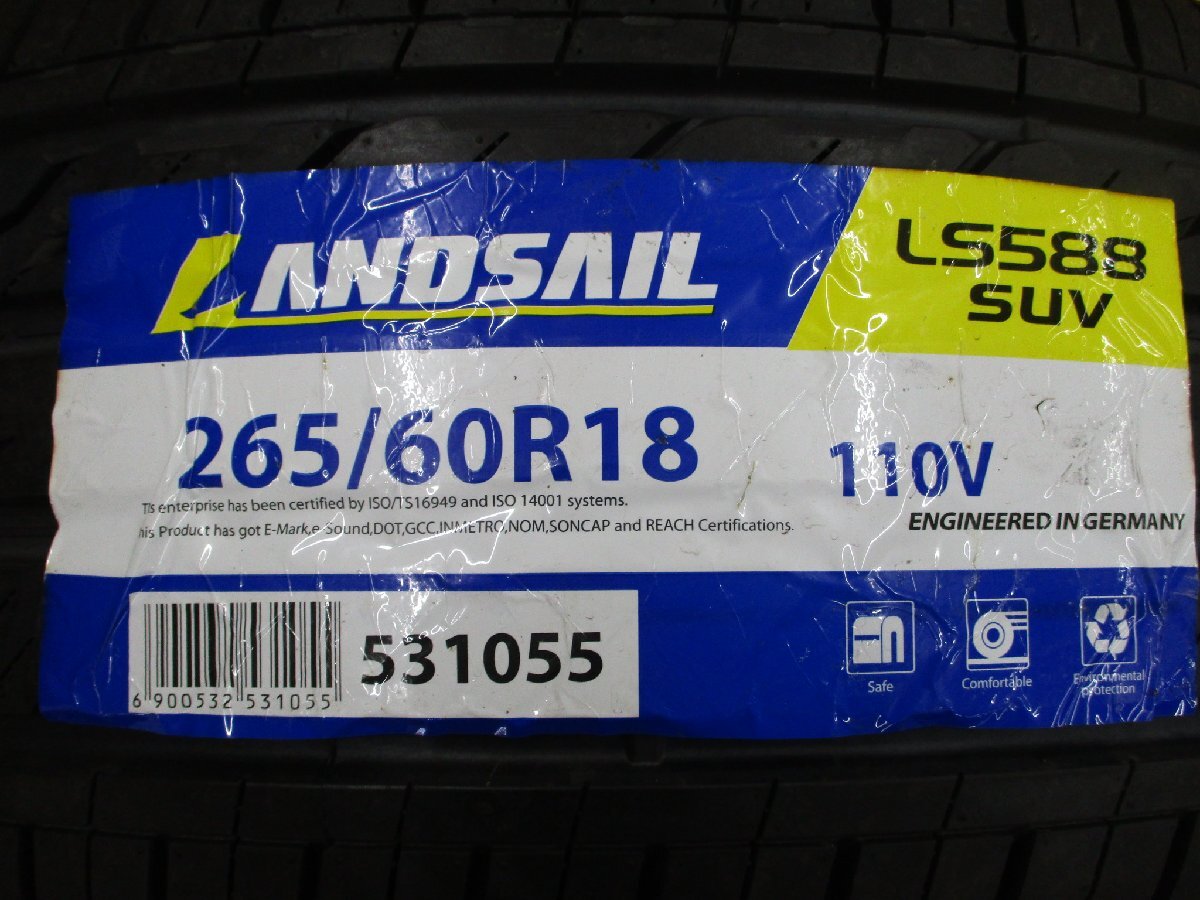 LANDSAIL
LS588
SUV
265/60R18
110V
T/s enterprise has been certified by ISO/TS16949 and ISO 14001 systems.
his Product has got E-Mark,e-Sound,DOT,GCC,INMETRO,NOM,SONCAP and REACH Certifications.
ENGINEERED IN GERMANY
531055
6 900532 531055
Safe
Comfortable
Environmental
protection